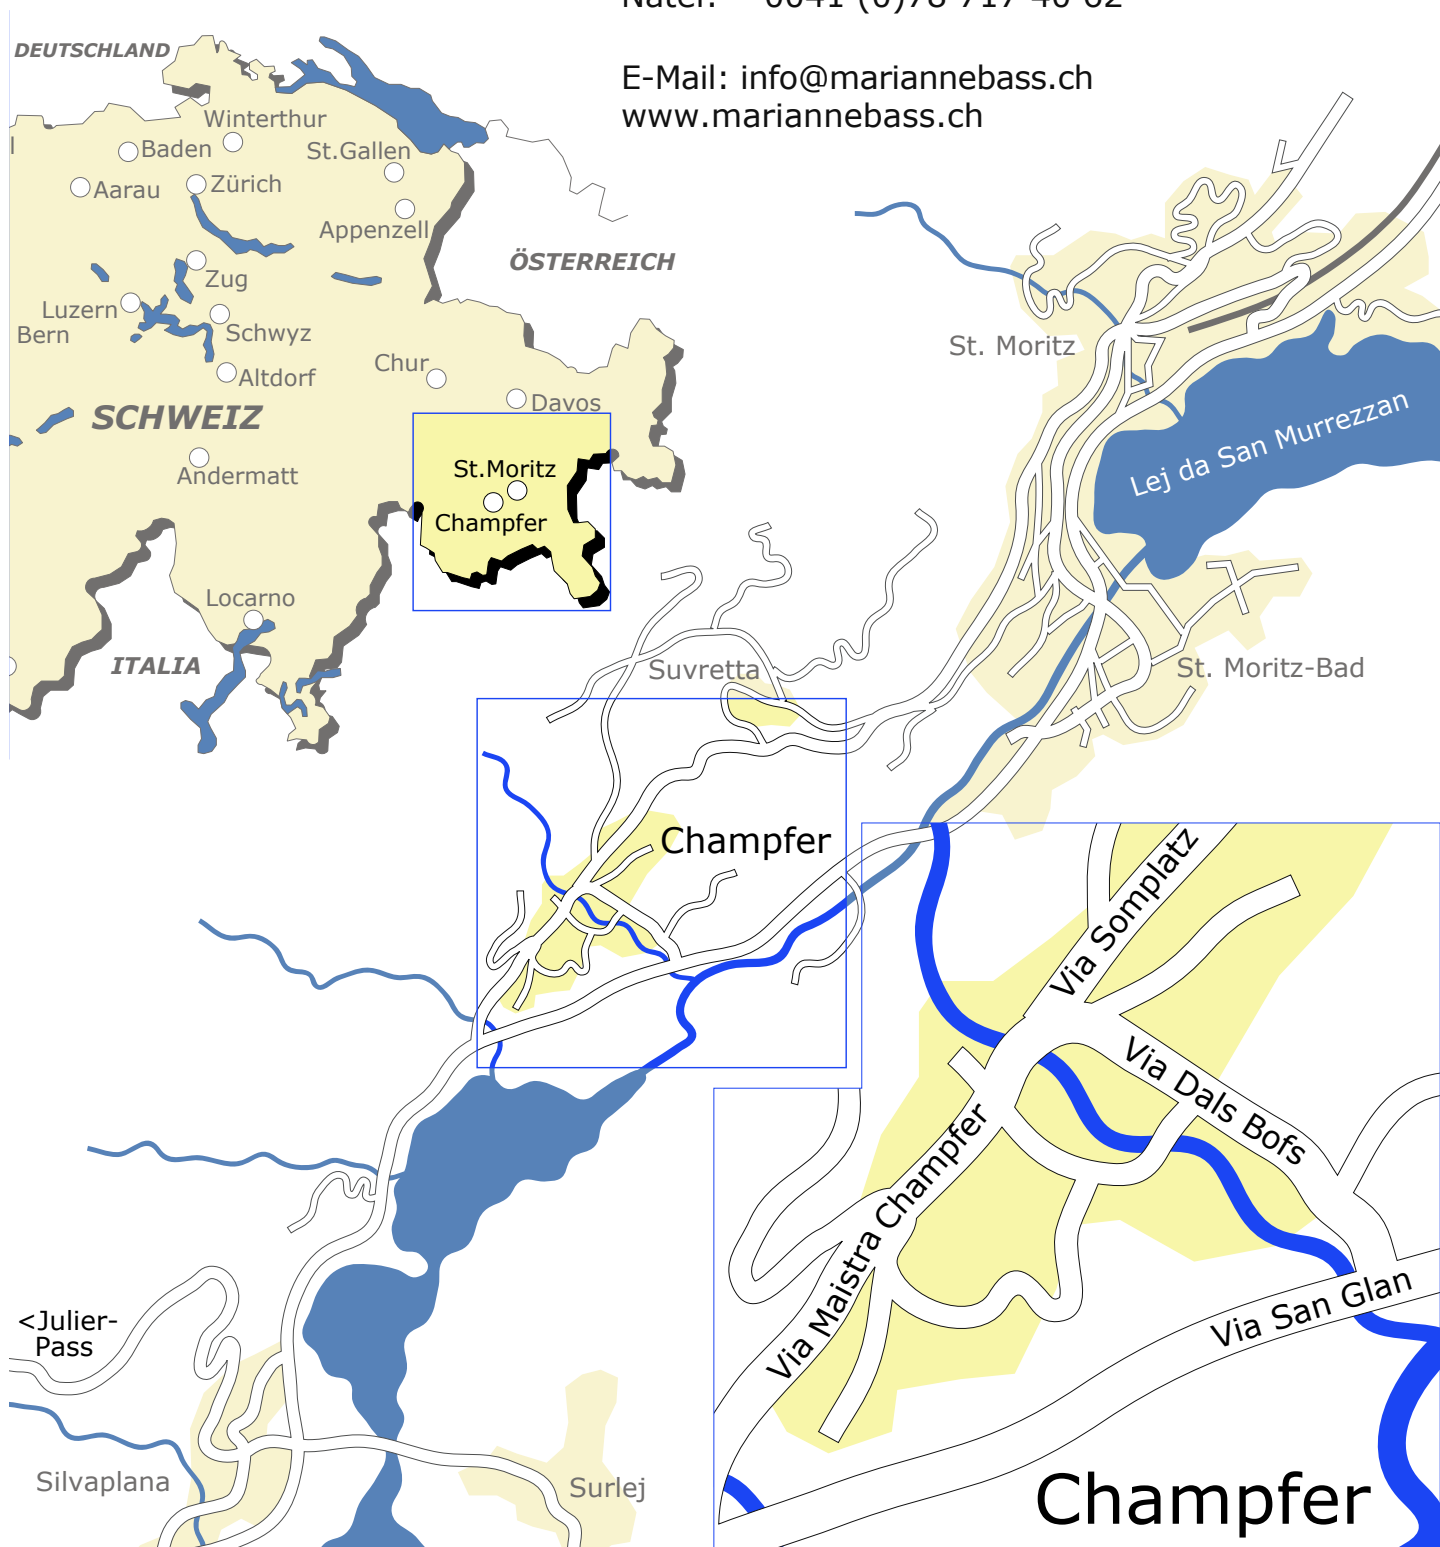 E-Mail: info@mariannebass.ch
www.mariannebass.ch
DEUTSCHLAND
Winterthur
Baden
St.Gallen
Aarau
Zürich
Appenzell
ÖSTERREICH
Zug
Luzern
Bern
Schwyz
Chur
Altdorf
Davos
SCHWEIZ
Andermatt
St.Moritz
Champfer
Locarno
ITALIA
St. Moritz
Lej da San Murrezzan
Suvretta
St. Moritz-Bad
Champfer
<Julier-
Pass
Silvaplana
Surlej
Via Somplatz
Via Dals Bofs
Via Maistra Champfer
Via San Glan
Champfer